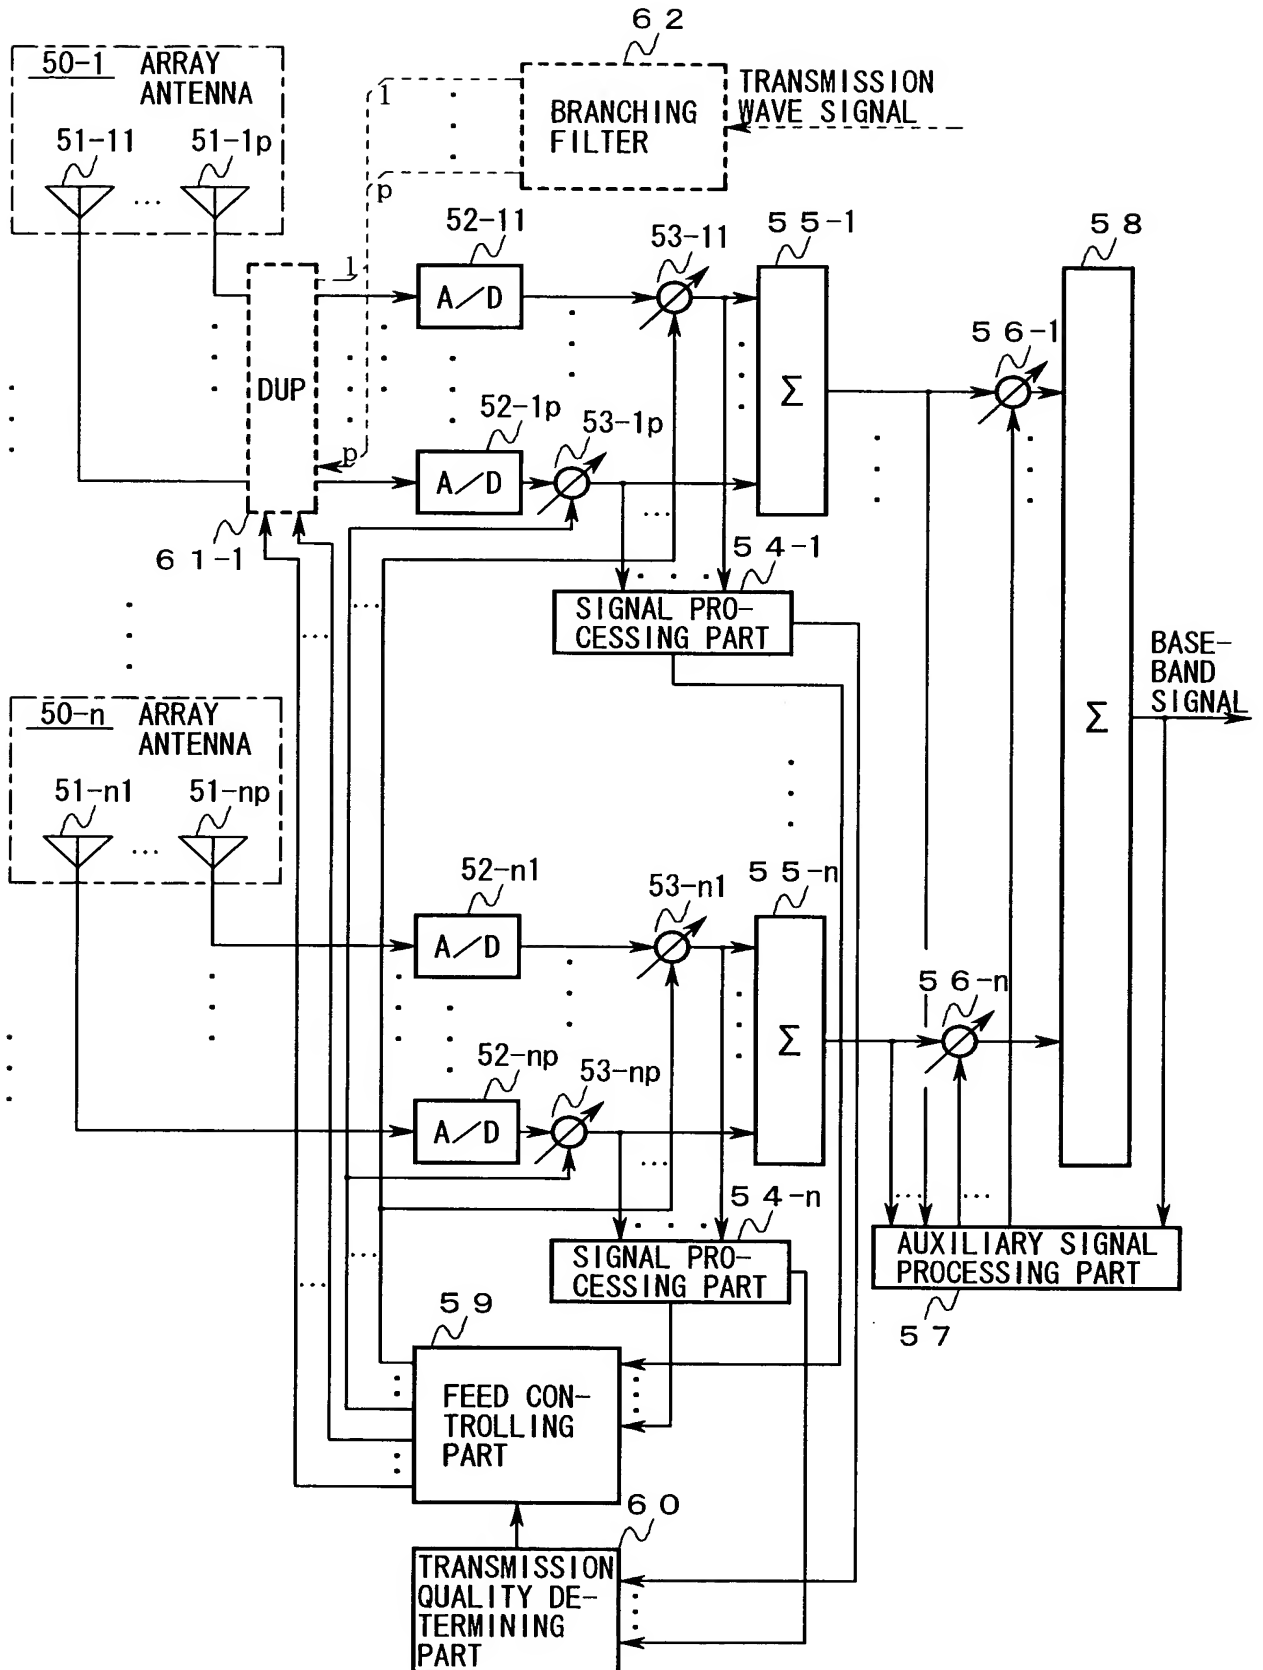 62
50-1 ARRAY
ANTENNA
TRANSMISSION
WAVE SIGNAL
BRANCHING
FILTER
1
p
51-11
51-1p
...
52-11
53-11
55-1
58
1
A/D
DUP
Σ
56-1
52-1p
53-1p
p
A/D
...
61-1
54-1
...
SIGNAL PRO-
CESSING PART
...
BASE-
BAND
SIGNAL
Σ
50-n ARRAY
ANTENNA
51-n1
51-np
...
52-n1
53-n1
55-n
A/D
56-n
Σ
52-np
53-np
A/D
...
54-n
... ...
SIGNAL PRO-
CESSING PART
AUXILIARY SIGNAL
PROCESSING PART
57
...
...
59
FEED CON-
TROLLING
PART
60
TRANSMISSION
QUALITY DE-
TERMINING
PART